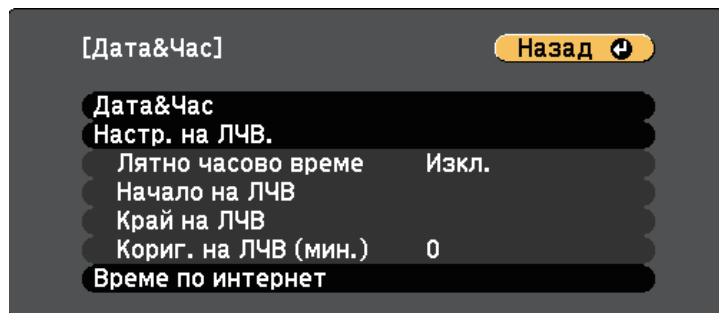 [Дата&Час]
Назад
Дата&Час
Настр. на ЛЧВ.
Лятно часово време Изкл.
Начало на ЛЧВ
Край на ЛЧВ
Кориг. на ЛЧВ (мин.) 0
Време по интернет